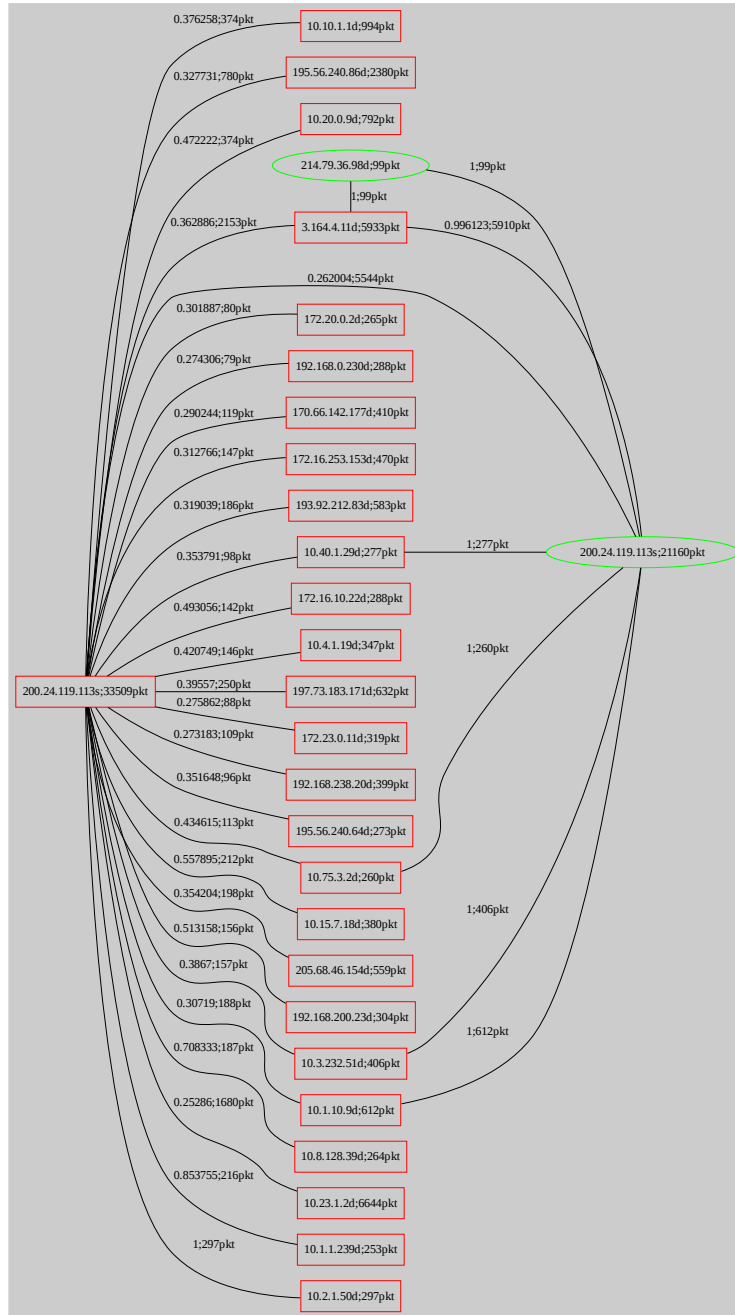 0.376258;374pkt
10.10.1.1d;994pkt
0.327731;780pkt
195.56.240.86d;2380pkt
0.472222;374pkt
10.20.0.9d;792pkt
214.79.36.98d;99pkt
1;99pkt
1;99pkt
0.362886;2153pkt
3.164.4.11d;5933pkt
0.996123;5910pkt
0.262004;5544pkt
0.301887;80pkt
172.20.0.2d;265pkt
0.274306;79pkt
192.168.0.230d;288pkt
0.290244;119pkt
170.66.142.177d;410pkt
0.312766;147pkt
172.16.253.153d;470pkt
0.319039;186pkt
193.92.212.83d;583pkt
0.353791;98pkt
10.40.1.29d;277pkt
1;277pkt
200.24.119.113s;21160pkt
0.493056;142pkt
172.16.10.22d;288pkt
0.420749;146pkt
10.4.1.19d;347pkt
1;260pkt
200.24.119.113s;33509pkt
0.39557;250pkt
197.73.183.171d;632pkt
0.275862;88pkt
172.23.0.11d;319pkt
0.273183;109pkt
192.168.238.20d;399pkt
0.351648;96pkt
195.56.240.64d;273pkt
0.434615;113pkt
10.75.3.2d;260pkt
0.557895;212pkt
10.15.7.18d;380pkt
0.354204;198pkt
1;406pkt
205.68.46.154d;559pkt
0.513158;156pkt
192.168.200.23d;304pkt
0.3867;157pkt
10.3.232.51d;406pkt
0.30719;188pkt
1;612pkt
10.1.10.9d;612pkt
0.708333;187pkt
10.8.128.39d;264pkt
0.25286;1680pkt
10.23.1.2d;6644pkt
0.853755;216pkt
10.1.1.239d;253pkt
1;297pkt
10.2.1.50d;297pkt